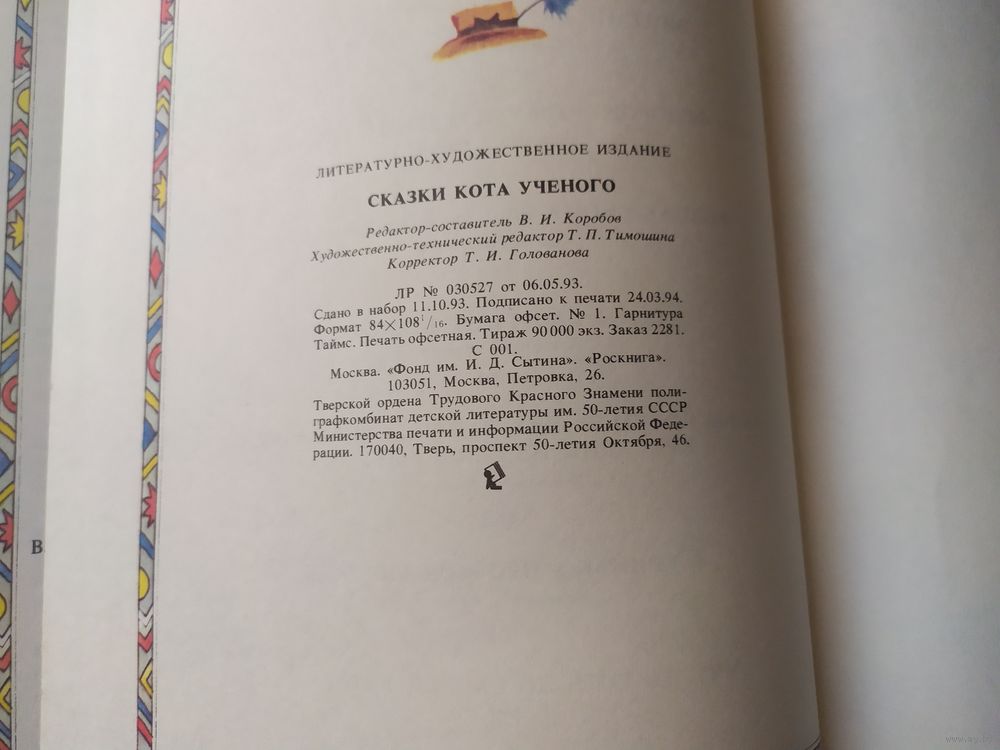 ЛИТЕРАТУРНО-ХУДОЖЕСТВЕННОЕ ИЗДАНИЕ
СКАЗКИ КОТА УЧЕНОГО
Редактор-составитель В. И. Коробов
Художественно-технический редактор Т. П. Тимошина
Корректор Т. И. Голованова
ЛР № 030527 от 06.05.93.
Сдано в набор 11.10.93. Подписано к печати 24.03.94.
Формат 84×108¹/₁₆. Бумага офсет. № 1. Гарнитура
Таймс. Печать офсетная. Тираж 90 000 экз. Заказ 2281.
С 001.
Москва. «Фонд им. И. Д. Сытина». «Роскнига».
103051, Москва, Петровка, 26.
Тверской ордена Трудового Красного Знамени поли-
графкомбинат детской литературы им. 50-летия СССР
Министерства печати и информации Российской Феде-
рации. 170040, Тверь, проспект 50-летия Октября, 46.
В